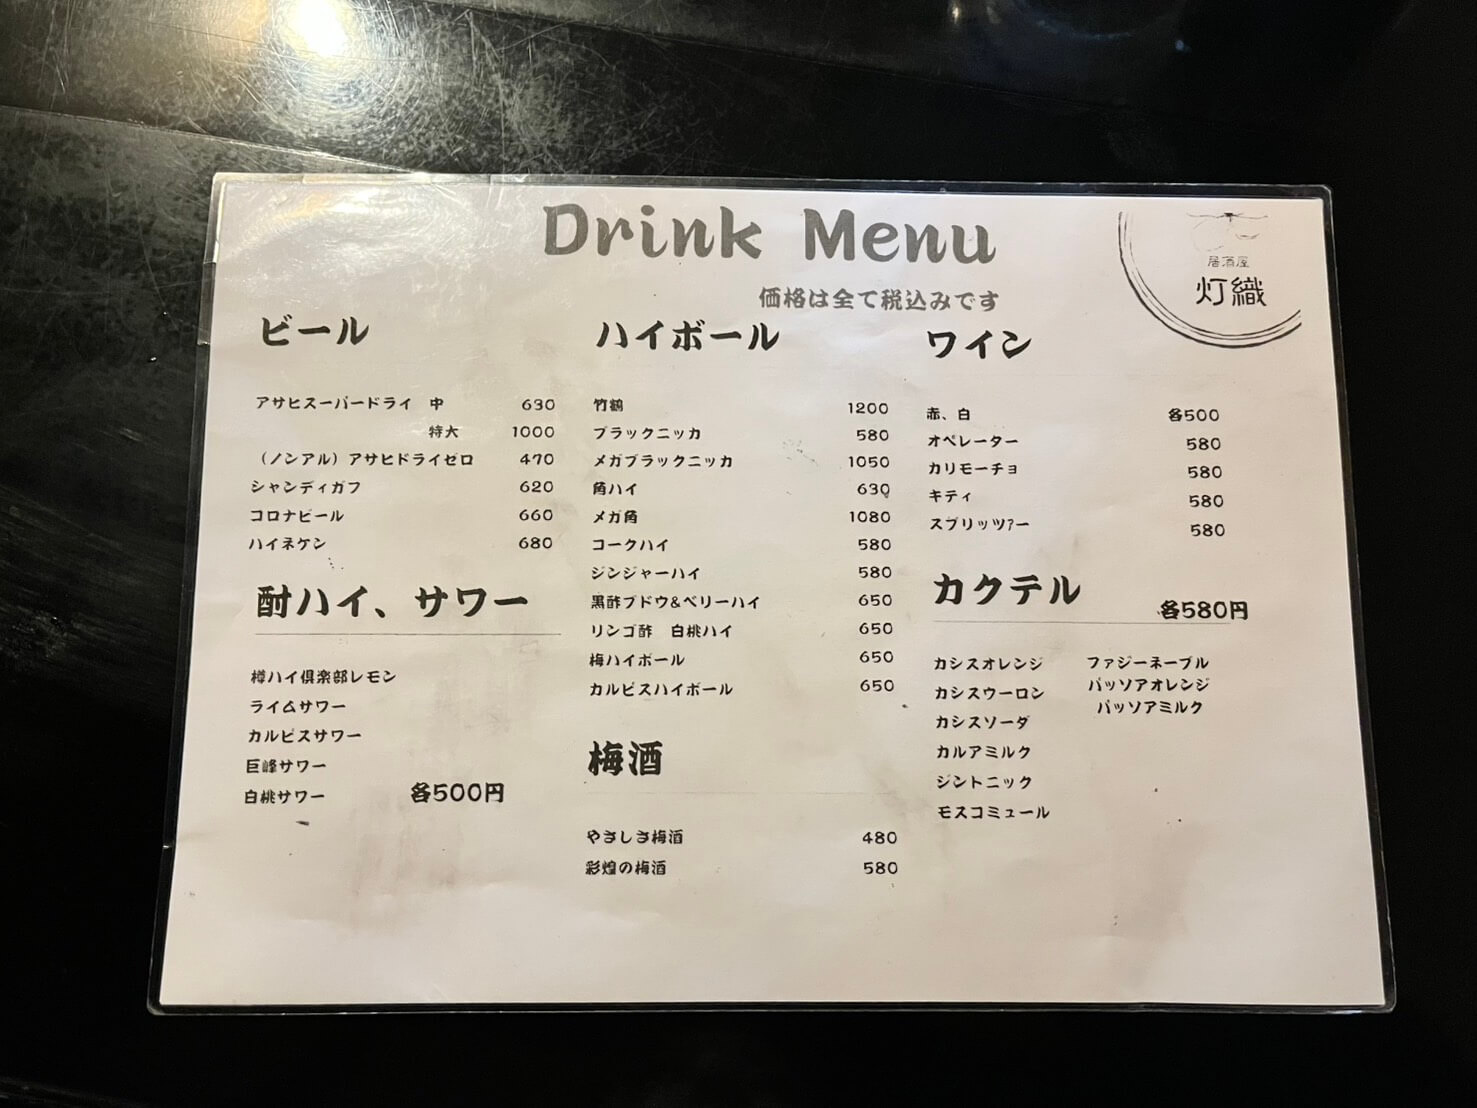 Drink Menu
価格は全て税込みです
居酒屋
灯織
ビール
アサヒスーパードライ 中 630
特大 1000
(ノンアル)アサヒドライゼロ 470
シャンディガフ 620
コロナビール 660
ハイネケン 680
酎ハイ、サワー
樽ハイ倶楽部レモン
ライムサワー
カルピスサワー
巨峰サワー
白桃サワー 各500円
ハイボール
竹鶴 1200
ブラックニッカ 580
メガブラックニッカ 1050
角ハイ 630
メガ角 1080
コークハイ 580
ジンジャーハイ 580
黒酢ブドウ&ベリーハイ 650
リンゴ酢 白桃ハイ 650
梅ハイボール 650
カルピスハイボール 650
梅酒
やさしさ梅酒 480
彩煌の梅酒 580
ワイン
赤、白 各500
オペレーター 580
カリモーチョ 580
キティ 580
スプリッツァー 580
カクテル 各580円
カシスオレンジ
カシスウーロン
カシスソーダ
カルアミルク
ジントニック
モスコミュール
ファジーネーブル
パッソアオレンジ
パッソアミルク